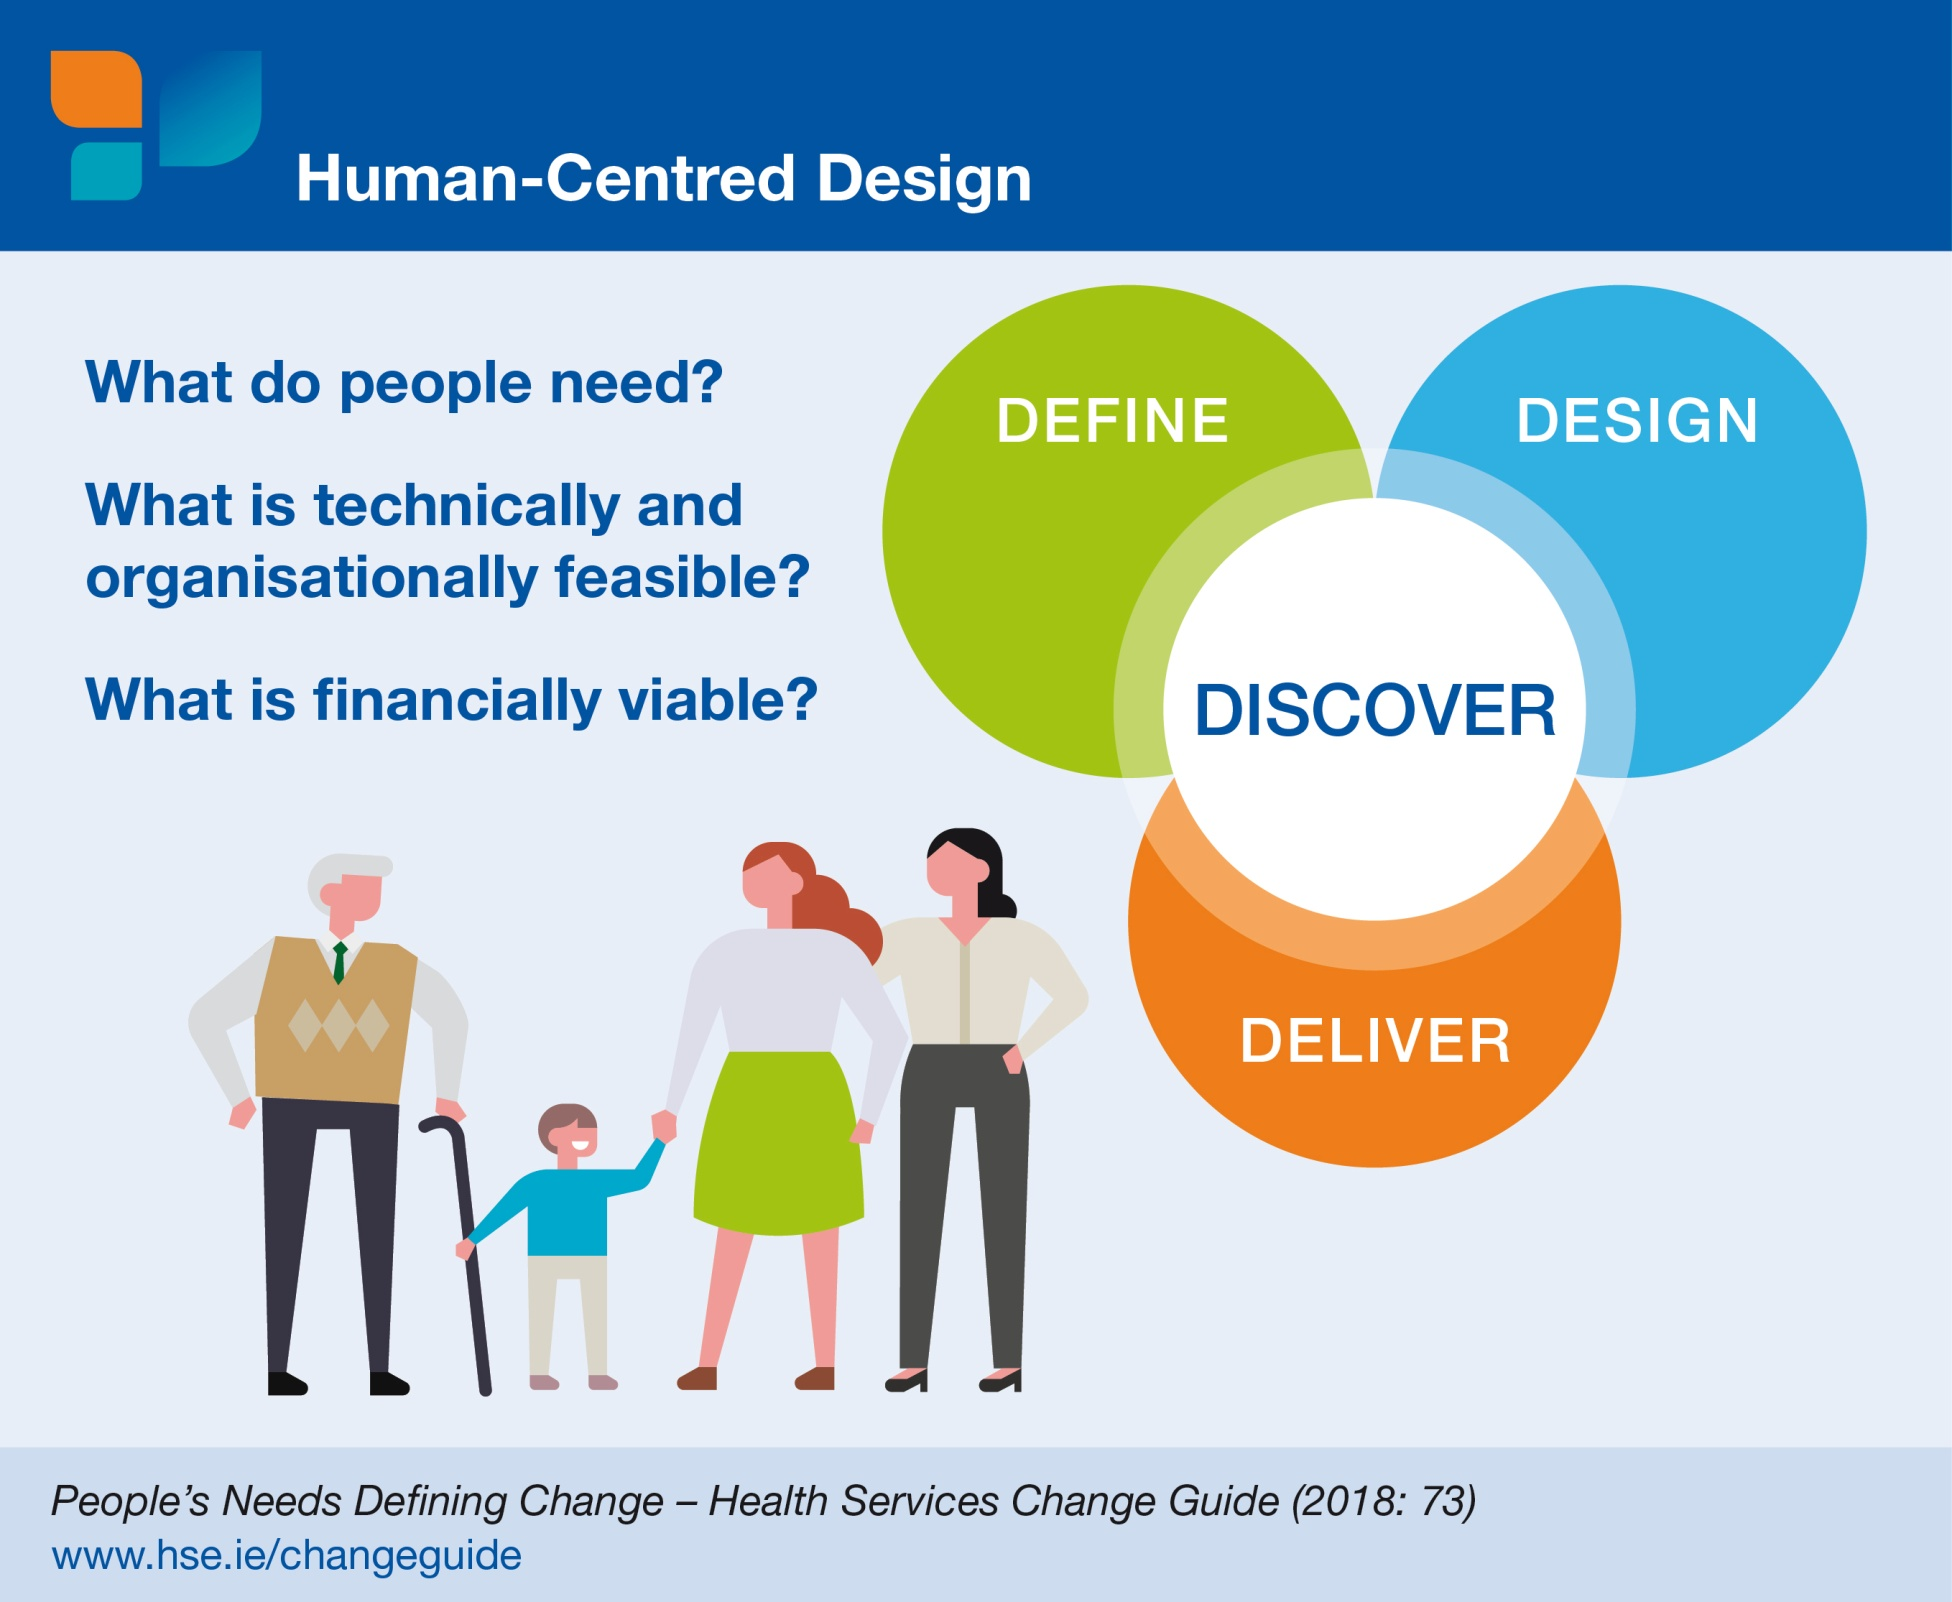 Human-Centred Design
What do people need?
What is technically and
organisationally feasible?
What is financially viable?
DEFINE
DESIGN
DISCOVER
DELIVER
People’s Needs Defining Change – Health Services Change Guide (2018: 73)
www.hse.ie/changeguide